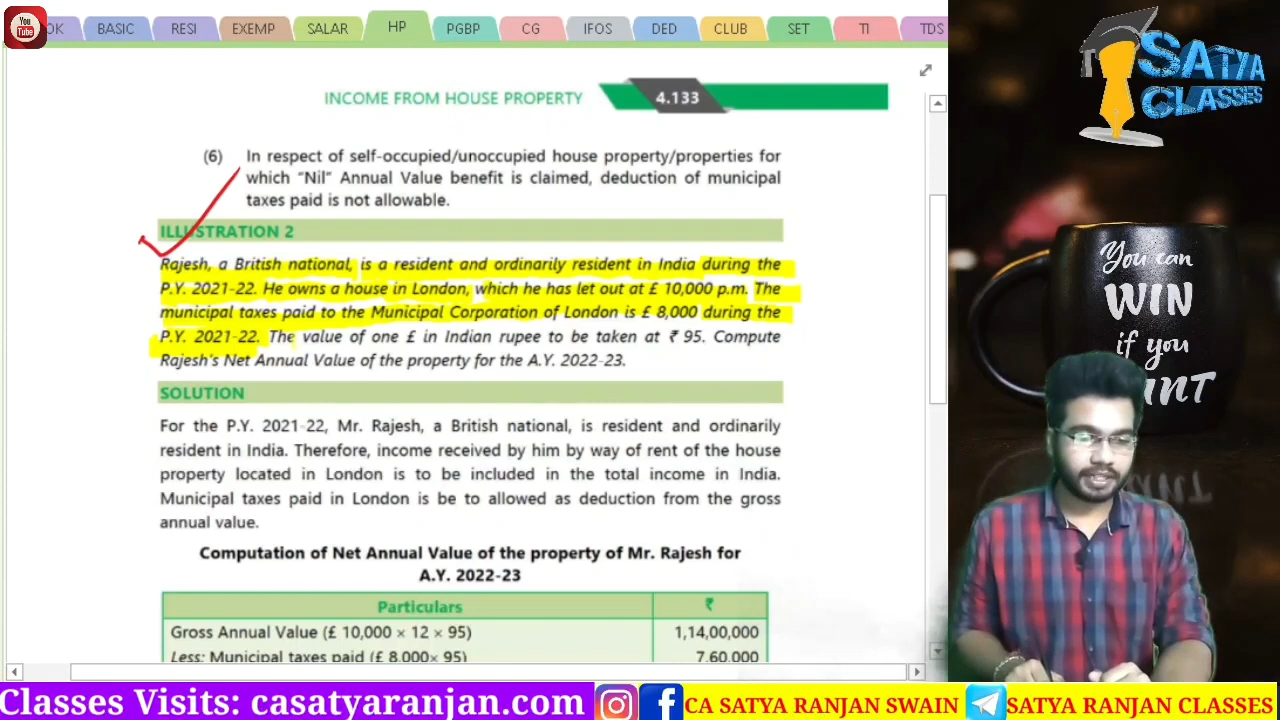 You
Tube
OK BASIC RESI EXEMP SALAR HP PGBP CG IFOS DED CLUB SET TI TDS
SATYA
CLASSES
INCOME FROM HOUSE PROPERTY 4.133
(6) In respect of self-occupied/unoccupied house property/properties for
which “Nil” Annual Value benefit is claimed, deduction of municipal
taxes paid is not allowable.
ILLUSTRATION 2
Rajesh, a British national, is a resident and ordinarily resident in India during the
P.Y. 2021-22. He owns a house in London, which he has let out at £ 10,000 p.m. The
municipal taxes paid to the Municipal Corporation of London is £ 8,000 during the
P.Y. 2021-22. The value of one £ in Indian rupee to be taken at ₹ 95. Compute
Rajesh's Net Annual Value of the property for the A.Y. 2022-23.
SOLUTION
For the P.Y. 2021-22, Mr. Rajesh, a British national, is resident and ordinarily
resident in India. Therefore, income received by him by way of rent of the house
property located in London is to be included in the total income in India.
Municipal taxes paid in London is be to allowed as deduction from the gross
annual value.
Computation of Net Annual Value of the property of Mr. Rajesh for
A.Y. 2022-23
Particulars ₹
Gross Annual Value (£ 10,000 × 12 × 95) 1,14,00,000
Less: Municipal taxes paid (£ 8,000× 95) 7,60,000
You can
WIN
if you
Classes Visits: casatyaranjan.com CA SATYA RANJAN SWAIN SATYA RANJAN CLASSES